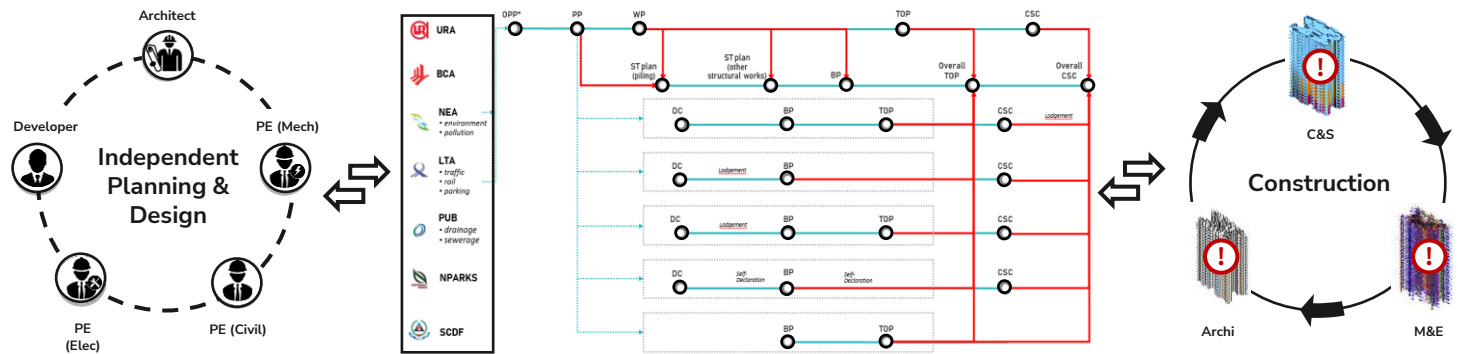 Architect
Developer
PE (Mech)
Independent
Planning &
Design
PE
(Elec)
PE (Civil)
URA
BCA
NEA
• environment
• pollution
LTA
• traffic
• rail
• parking
PUB
• drainage
• sewerage
NPARKS
SCDF
OPP*
PP
WP
TOP
CSC
ST plan
(piling)
ST plan
(other
structural works)
BP
Overall
TOP
Overall
CSC
DC
BP
TOP
CSC
Lodgement
DC
Lodgement
BP
CSC
DC
Lodgement
BP
TOP
CSC
DC
Self-
Declaration
BP
Self-
Declaration
CSC
BP
TOP
C&S
Construction
Archi
M&E